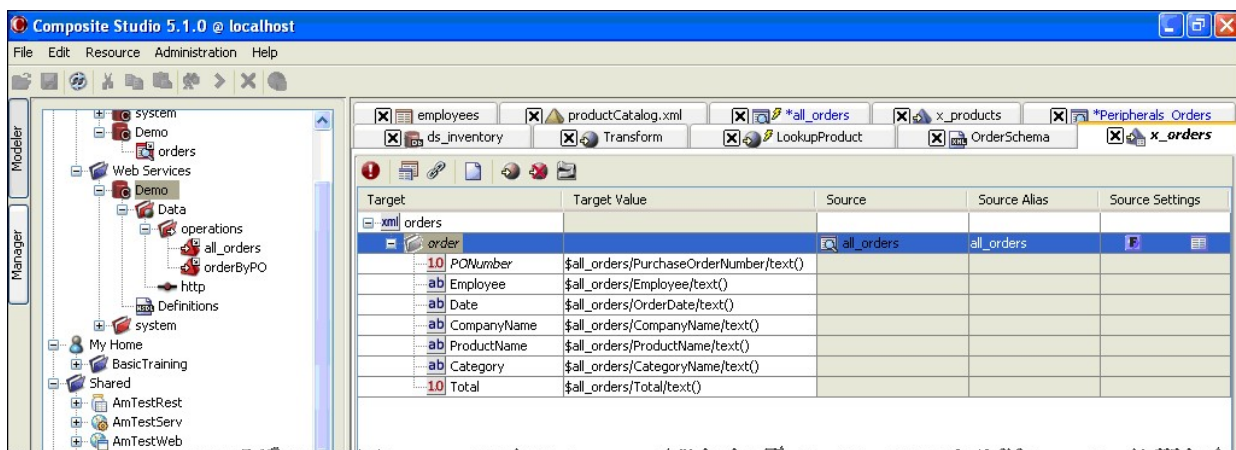 Composite Studio 5.1.0 @ localhost
File Edit Resource Administration Help
Modeler
Manager
system
Demo
orders
Web Services
Demo
Data
operations
all_orders
orderByPO
http
Definitions
system
My Home
BasicTraining
Shared
AmTestRest
AmTestServ
AmTestWeb
employees productCatalog.xml *all_orders x_products *Peripherals Orders
ds_inventory Transform LookupProduct OrderSchema x_orders
Target Target Value Source Source Alias Source Settings
xml orders
order all_orders all_orders F
1.0 PONumber $all_orders/PurchaseOrderNumber/text()
ab Employee $all_orders/Employee/text()
ab Date $all_orders/OrderDate/text()
ab CompanyName $all_orders/CompanyName/text()
ab ProductName $all_orders/ProductName/text()
ab Category $all_orders/CategoryName/text()
1.0 Total $all_orders/Total/text()